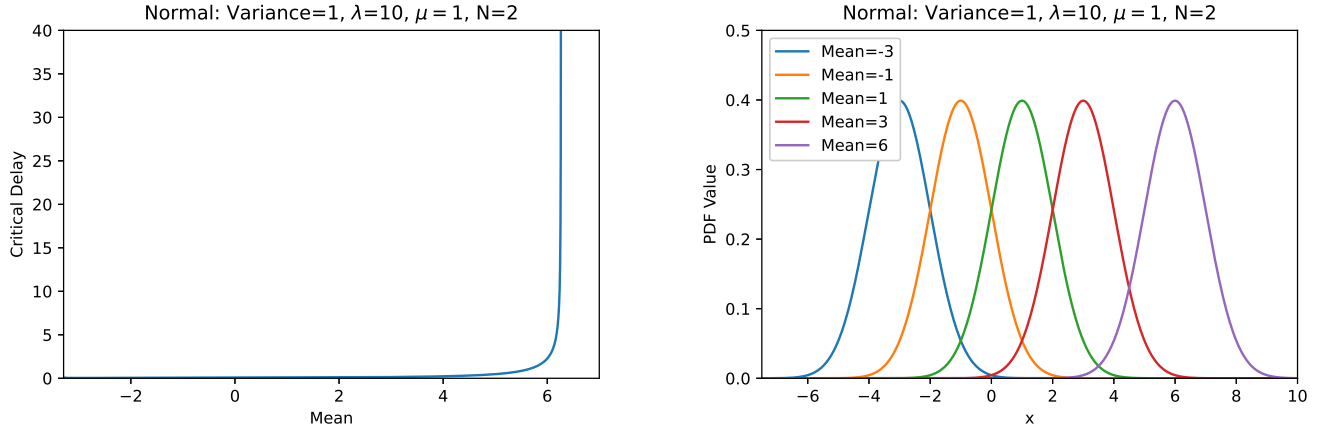 Normal: Variance=1, λ=10, μ = 1, N=2
40
35
30
25
20
15
10
5
0
Critical Delay
−2
0
2
4
6
Mean
Normal: Variance=1, λ=10, μ = 1, N=2
0.5
0.4
0.3
0.2
0.1
0.0
PDF Value
Mean=-3
Mean=-1
Mean=1
Mean=3
Mean=6
−6
−4
−2
0
2
4
6
8
10
x